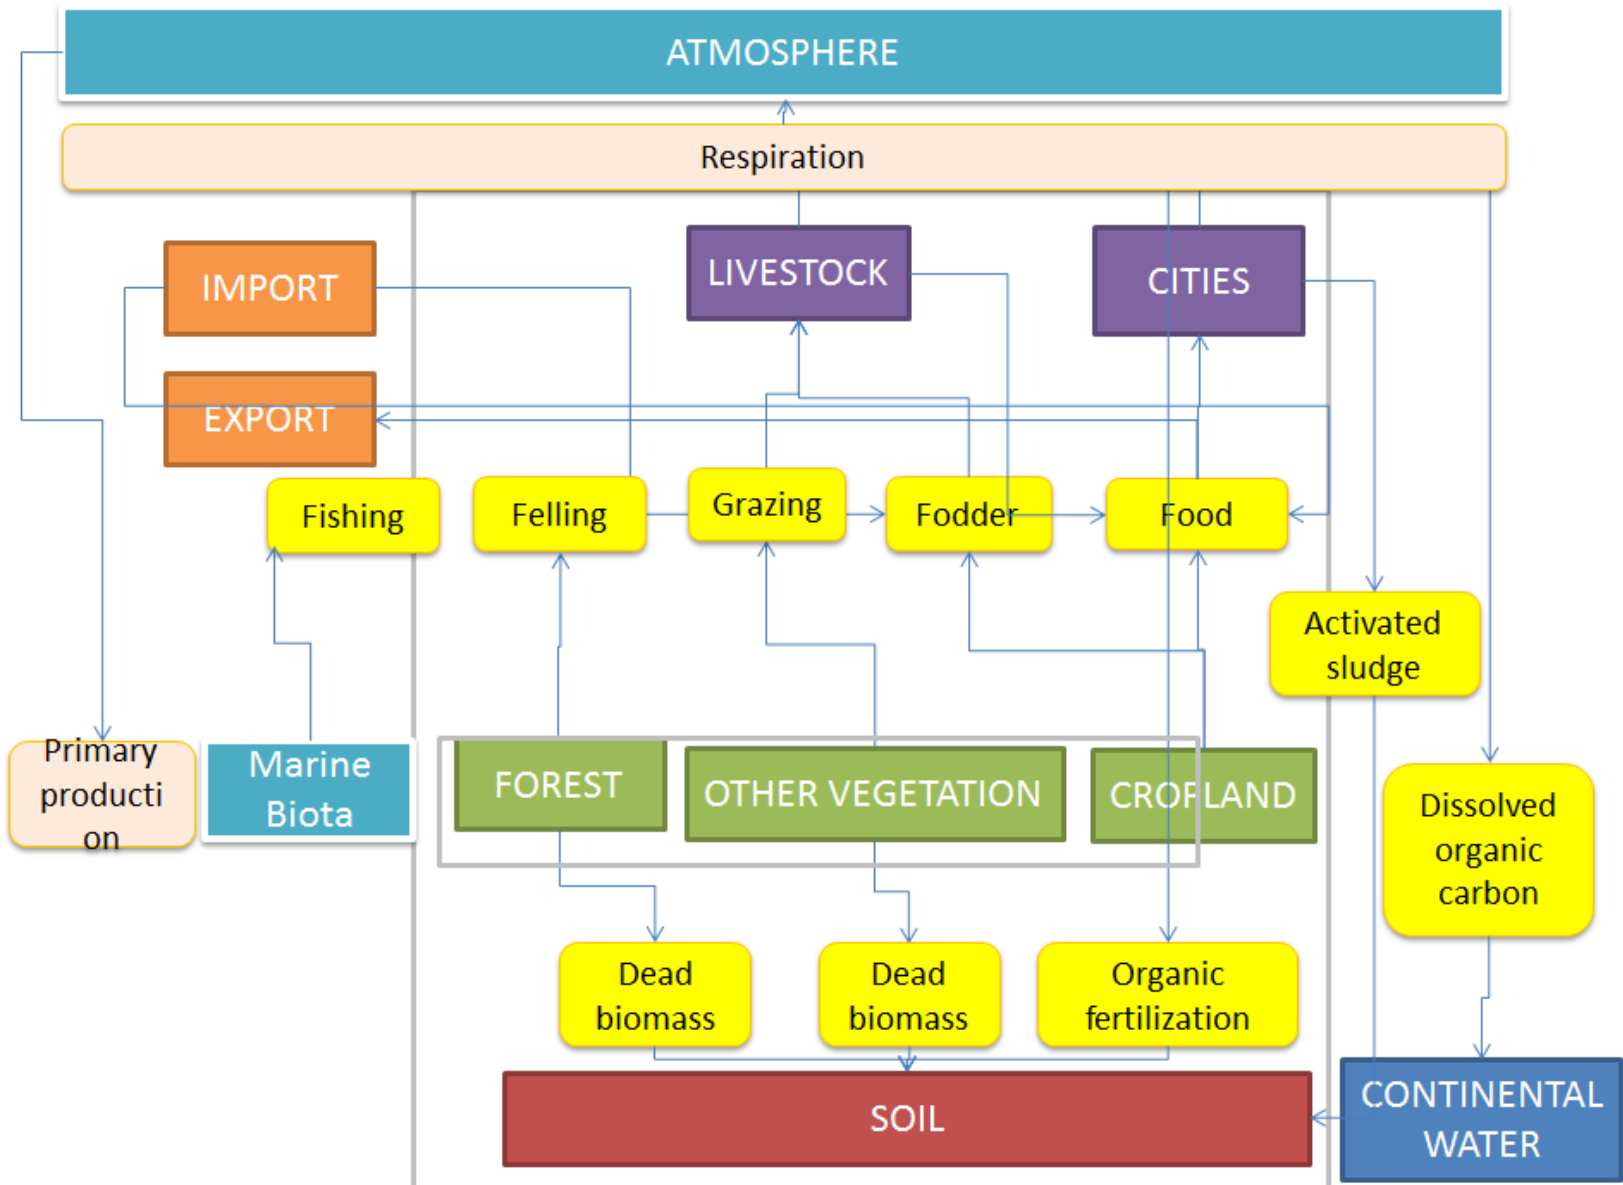 ATMOSPHERE
Respiration
IMPORT
LIVESTOCK
CITIES
EXPORT
Fishing
Felling
Grazing
Fodder
Food
Activated
sludge
Primary
producti
on
Marine
Biota
FOREST
OTHER VEGETATION
CROPLAND
Dissolved
organic
carbon
Dead
biomass
Dead
biomass
Organic
fertilization
SOIL
CONTINENTAL
WATER